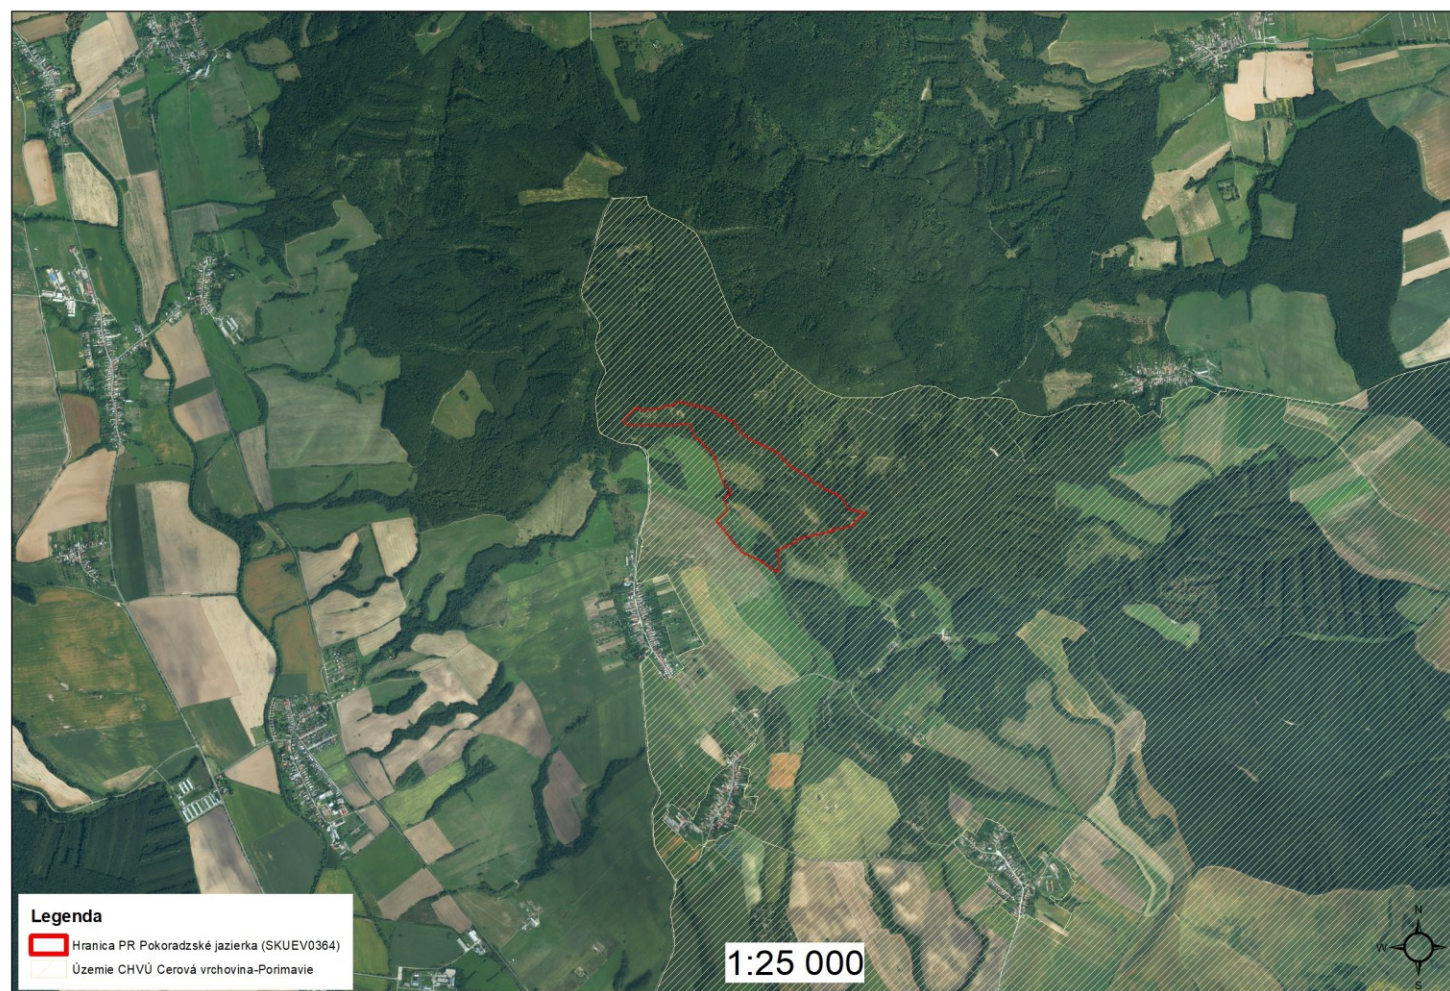 Legenda
Hranica PR Pokoradzské jazierka (SKUEV0364)
Územie CHVÚ Cerová vrchovina-Porimavie
1:25 000
N
W
S